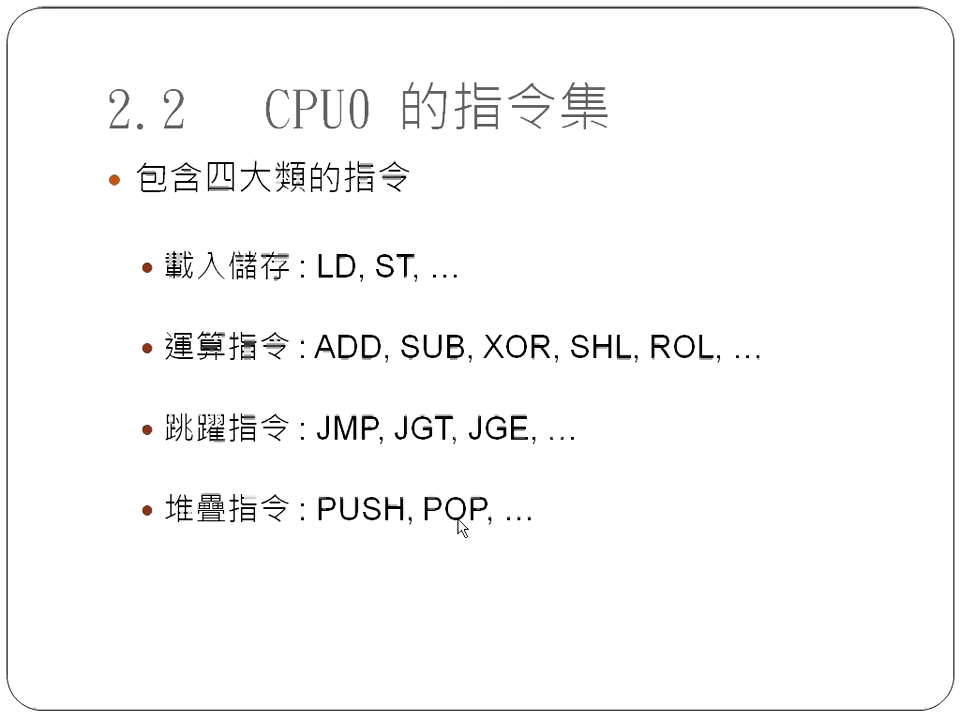 2.2 CPU0 的指令集
包含四大類的指令
載入儲存 : LD, ST, …
運算指令 : ADD, SUB, XOR, SHL, ROL, …
跳躍指令 : JMP, JGT, JGE, …
堆疊指令 : PUSH, POP, …